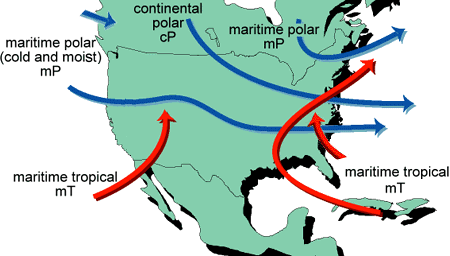 continental
polar
cP
maritime polar
mP
maritime polar
(cold and moist)
mP
maritime tropical
mT
maritime tropical
mT